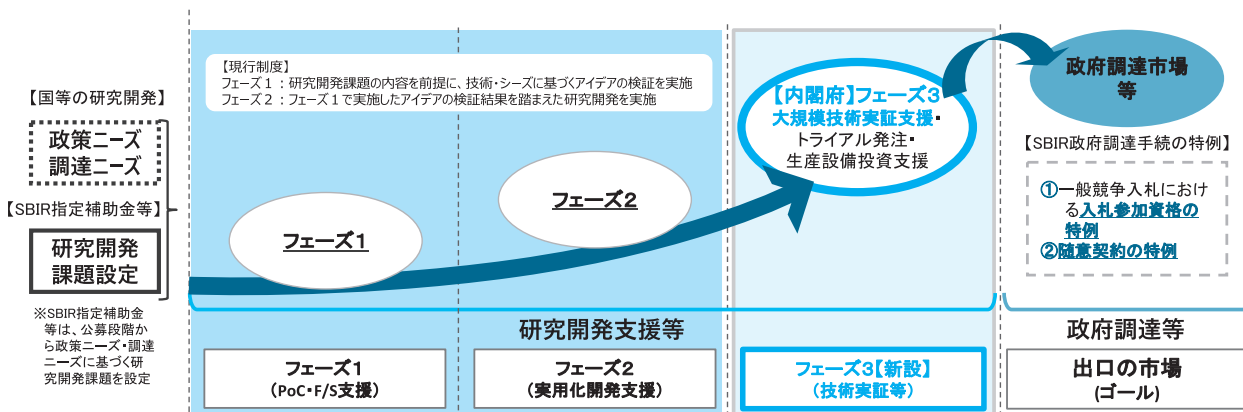 【国等の研究開発】
政策ニーズ
調達ニーズ
【SBIR指定補助金等】
研究開発
課題設定
※SBIR指定補助金
等は、公募段階か
ら政策ニーズ・調達
ニーズに基づく研
究開発課題を設定
【現行制度】
フェーズ１：研究開発課題の内容を前提に、技術・シーズに基づくアイデアの検証を実施
フェーズ２：フェーズ１で実施したアイデアの検証結果を踏まえた研究開発を実施
フェーズ１
フェーズ２
【内閣府】フェーズ３
大規模技術実証支援・
トライアル発注・
生産設備投資支援
政府調達市場
等
【SBIR政府調達手続の特例】
①一般競争入札におけ
る入札参加資格の
特例
②随意契約の特例
研究開発支援等
政府調達等
フェーズ１
（PoC・F/S支援）
フェーズ２
（実用化開発支援）
フェーズ３【新設】
（技術実証等）
出口の市場
(ゴール)